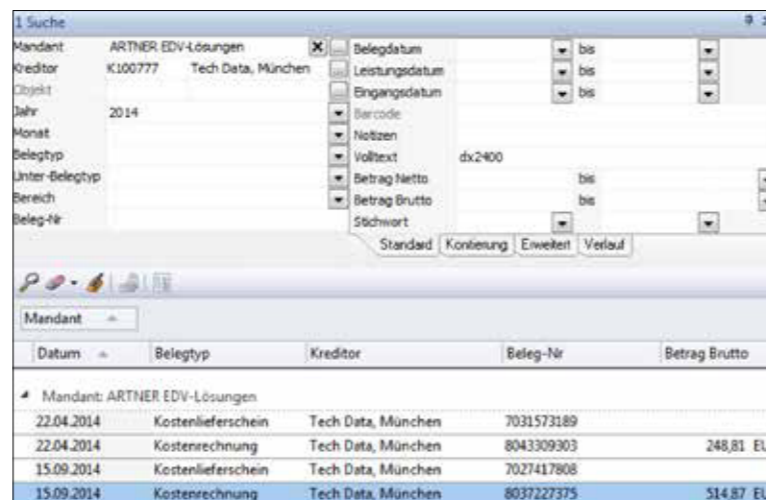 1 Suche
Mandant ARTNER EDV-Lösungen Belegdatum bis
Kreditor K100777 Tech Data, München Leistungsdatum bis
Objekt Eingangsdatum bis
Jahr 2014 Barcode
Monat Notizen
Belegtyp Volltext dx2400
Unter-Belegtyp Betrag Netto bis
Bereich Betrag Brutto bis
Beleg-Nr Stichwort
Standard Kontierung Erweitert Verlauf
Mandant
Datum Belegtyp Kreditor Beleg-Nr Betrag Brutto
Mandant: ARTNER EDV-Lösungen
22.04.2014 Kostenlieferschein Tech Data, München 7031573189
22.04.2014 Kostenrechnung Tech Data, München 8043309303 248,81 EU
15.09.2014 Kostenlieferschein Tech Data, München 7027417808
15.09.2014 Kostenrechnung Tech Data, München 8037227375 514,87 EU